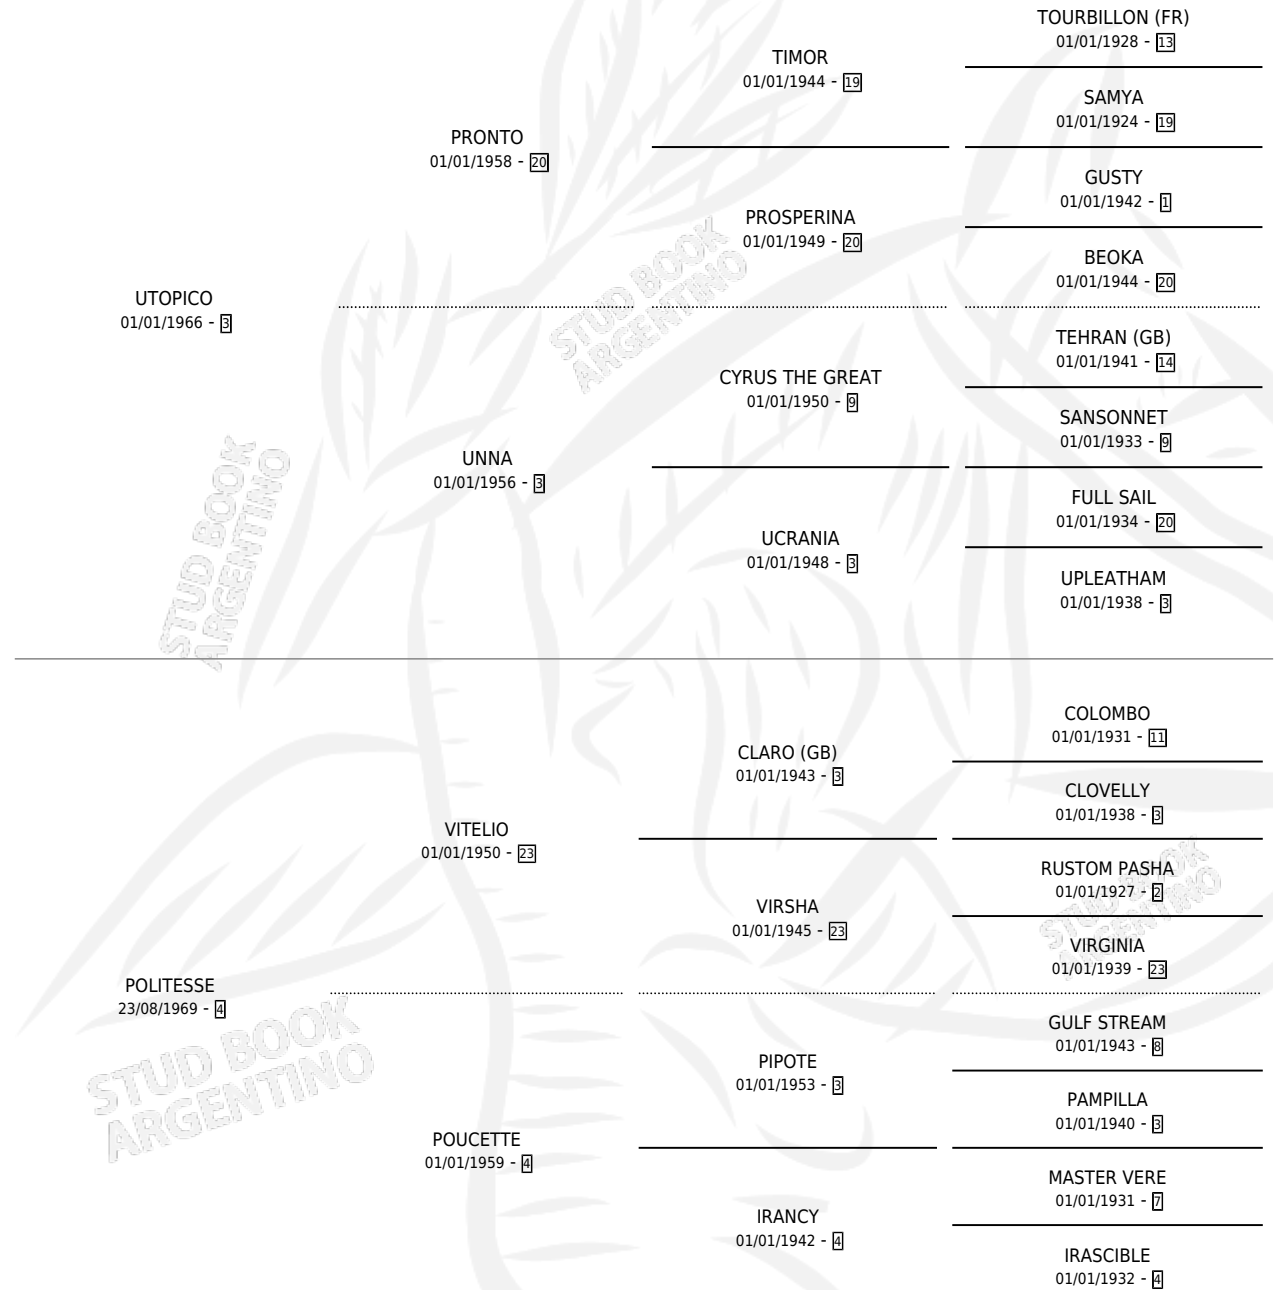 TOURBILLON (FR)
01/01/1928 - 13
TIMOR
01/01/1944 - 19
SAMYA
01/01/1924 - 19
PRONTO
01/01/1958 - 20
GUSTY
01/01/1942 - 1
PROSPERINA
01/01/1949 - 20
BEOKA
01/01/1944 - 20
UTOPICO
01/01/1966 - 3
TEHRAN (GB)
01/01/1941 - 14
CYRUS THE GREAT
01/01/1950 - 9
SANSONNET
01/01/1933 - 9
UNNA
01/01/1956 - 3
FULL SAIL
01/01/1934 - 20
UCRANIA
01/01/1948 - 3
UPLEATHAM
01/01/1938 - 3
COLOMBO
01/01/1931 - 11
CLARO (GB)
01/01/1943 - 3
CLOVELLY
01/01/1938 - 3
VITELIO
01/01/1950 - 23
RUSTOM PASHA
01/01/1927 - 2
VIRSHA
01/01/1945 - 23
VIRGINIA
01/01/1939 - 23
POLITESSE
23/08/1969 - 4
GULF STREAM
01/01/1943 - 8
PIPOTE
01/01/1953 - 3
PAMPILLA
01/01/1940 - 3
POUCETTE
01/01/1959 - 4
MASTER VERE
01/01/1931 - 7
IRANCY
01/01/1942 - 4
IRASCIBLE
01/01/1932 - 4
STUD BOOK
ARGENTINO
STUD BOOK
ARGENTINO
STUD BOOK
ARGENTINO
STUD BOOK
ARGENTINO